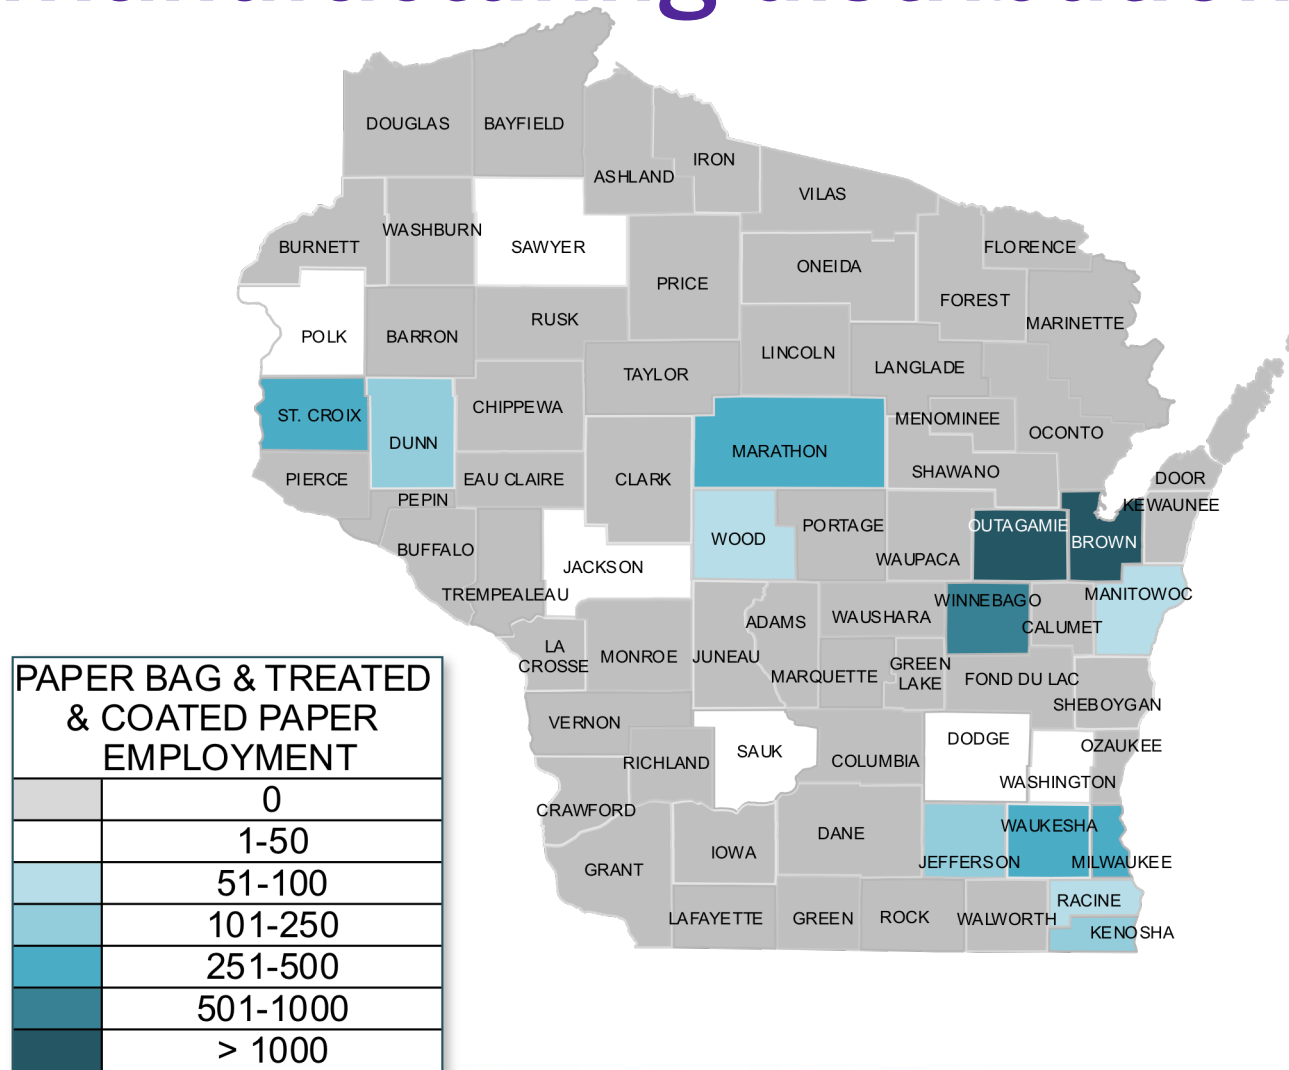 DOUGLAS
BAYFIELD
ASHLAND
IRON
VILAS
BURNETT
WASHBURN
SAWYER
PRICE
ONEIDA
FLORENCE
FOREST
MARINETTE
POLK
BARRON
RUSK
LINCOLN
LANGLADE
TAYLOR
ST. CROIX
DUNN
CHIPPEWA
MARATHON
MENOMINEE
OCONTO
PIERCE
PEPIN
EAU CLAIRE
CLARK
SHAWANO
DOOR
KEWAUNEE
BUFFALO
TREMPEALEAU
JACKSON
WOOD
PORTAGE
WAUPACA
OUTAGAMIE
BROWN
LA
CROSSE
MONROE
JUNEAU
ADAMS
WAUSHARA
WINNEBAGO
CALUMET
MANITOWOC
MARQUETTE
GREEN
LAKE
FOND DU LAC
SHEBOYGAN
VERNON
RICHLAND
SAUK
COLUMBIA
DODGE
WASHINGTON
OZAUKEE
CRAWFORD
GRANT
IOWA
DANE
JEFFERSON
WAUKESHA
MILWAUKEE
LAFAYETTE
GREEN
ROCK
WALWORTH
RACINE
KENOSHA
PAPER BAG & TREATED
& COATED PAPER
EMPLOYMENT
0
1-50
51-100
101-250
251-500
501-1000
> 1000